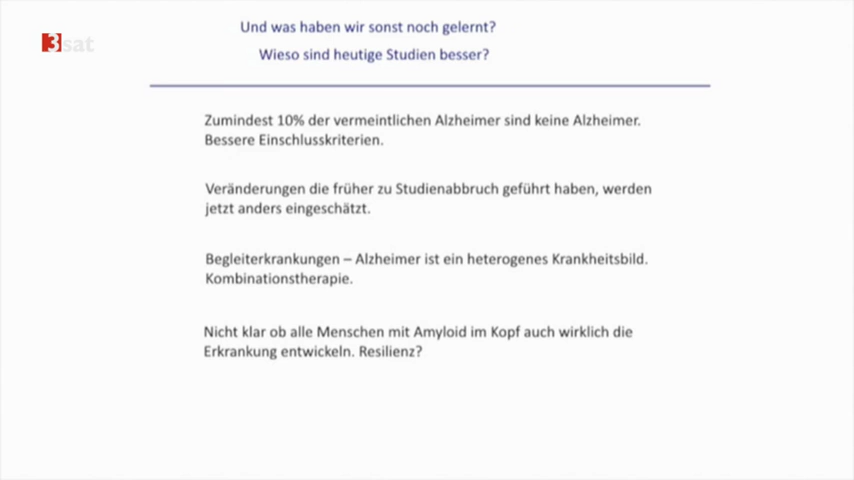 Und was haben wir sonst noch gelernt?
3sat
Wieso sind heutige Studien besser?
Zumindest 10% der vermeintlichen Alzheimer sind keine Alzheimer.
Bessere Einschlusskriterien.
Veränderungen die früher zu Studienabbruch geführt haben, werden
jetzt anders eingeschätzt.
Begleiterkrankungen – Alzheimer ist ein heterogenes Krankheitsbild.
Kombinationstherapie.
Nicht klar ob alle Menschen mit Amyloid im Kopf auch wirklich die
Erkrankung entwickeln. Resilienz?